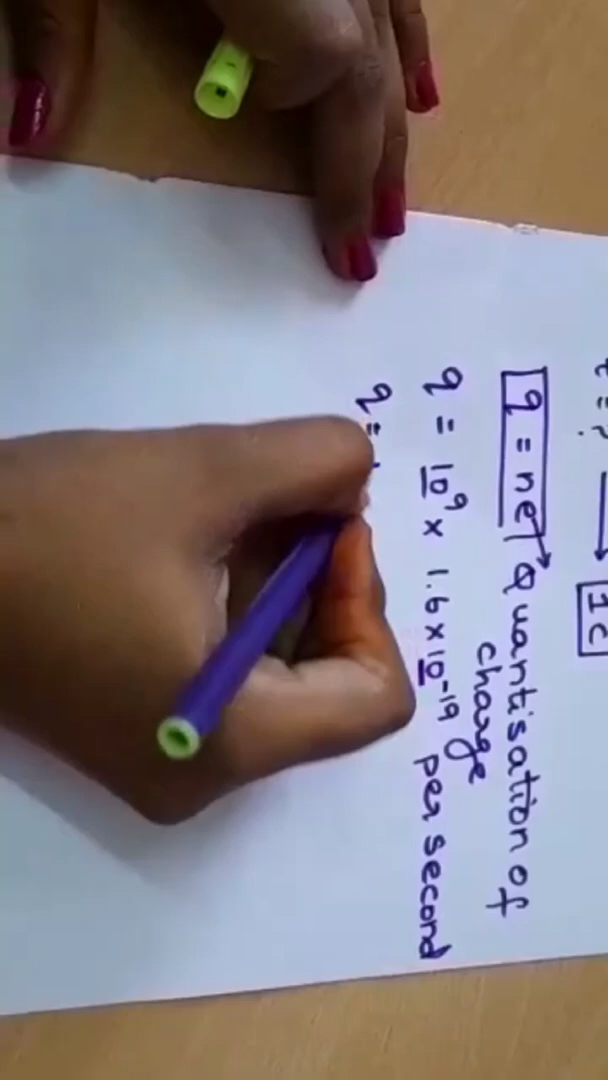 t = ?
1C
q = ne Quantisation of
charge
q = 10⁹ x 1.6 x 10⁻¹⁹ per second
q =